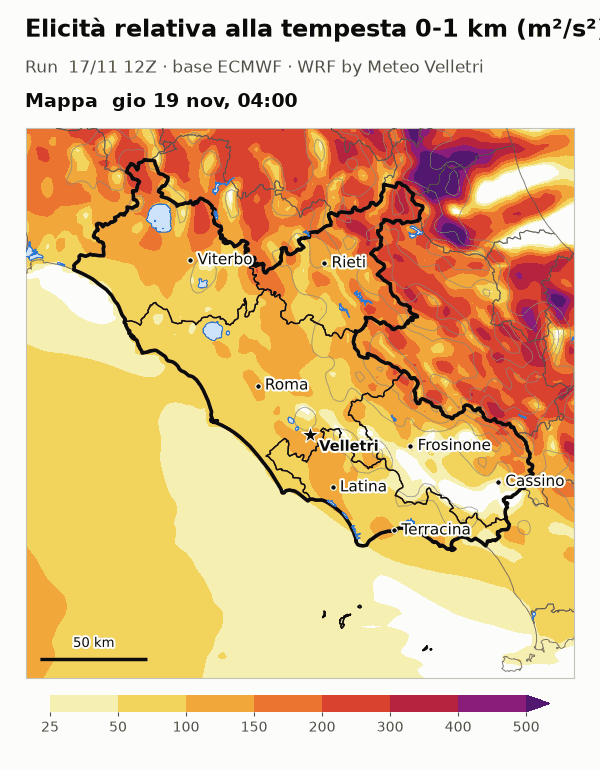 Elicità relativa alla tempesta 0-1 km (m²/s²)
Run 17/11 12Z · base ECMWF · WRF by Meteo Velletri
Mappa gio 19 nov, 04:00
Viterbo
Rieti
Roma
Velletri
Frosinone
Latina
Cassino
Terracina
50 km
25 50 100 150 200 300 400 500